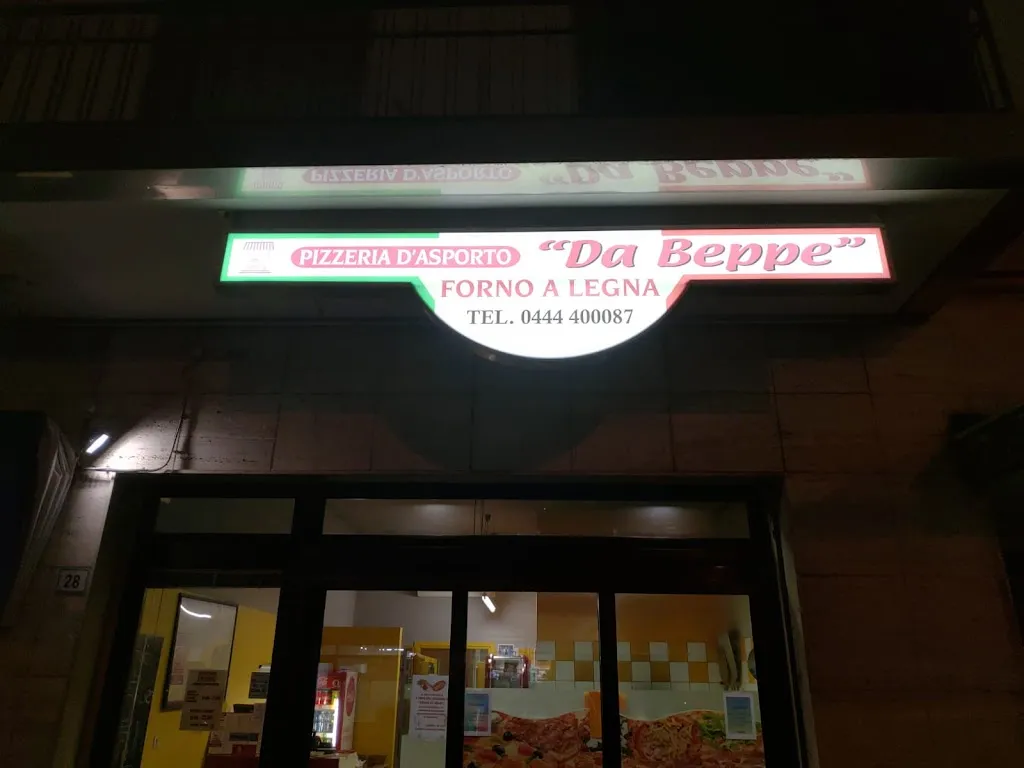 PIZZERIA D'ASPORTO “Da Beppe”
FORNO A LEGNA
TEL. 0444 400087
28